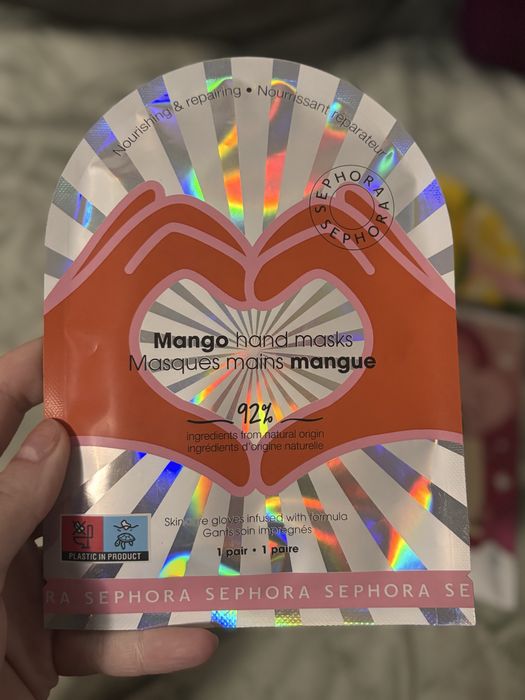 Nourishing & repairing • Nourrissant réparateur
SEPHORA
SEPHORA
Mango hand masks
Masques mains mangue
92%
ingredients from natural origin
ingrédients d'origine naturelle
Skincare gloves infused with formula
Gants soin imprégnés
1 pair • 1 paire
PLASTIC IN PRODUCT
RA SEPHORA SEPHORA SEPHORA SE